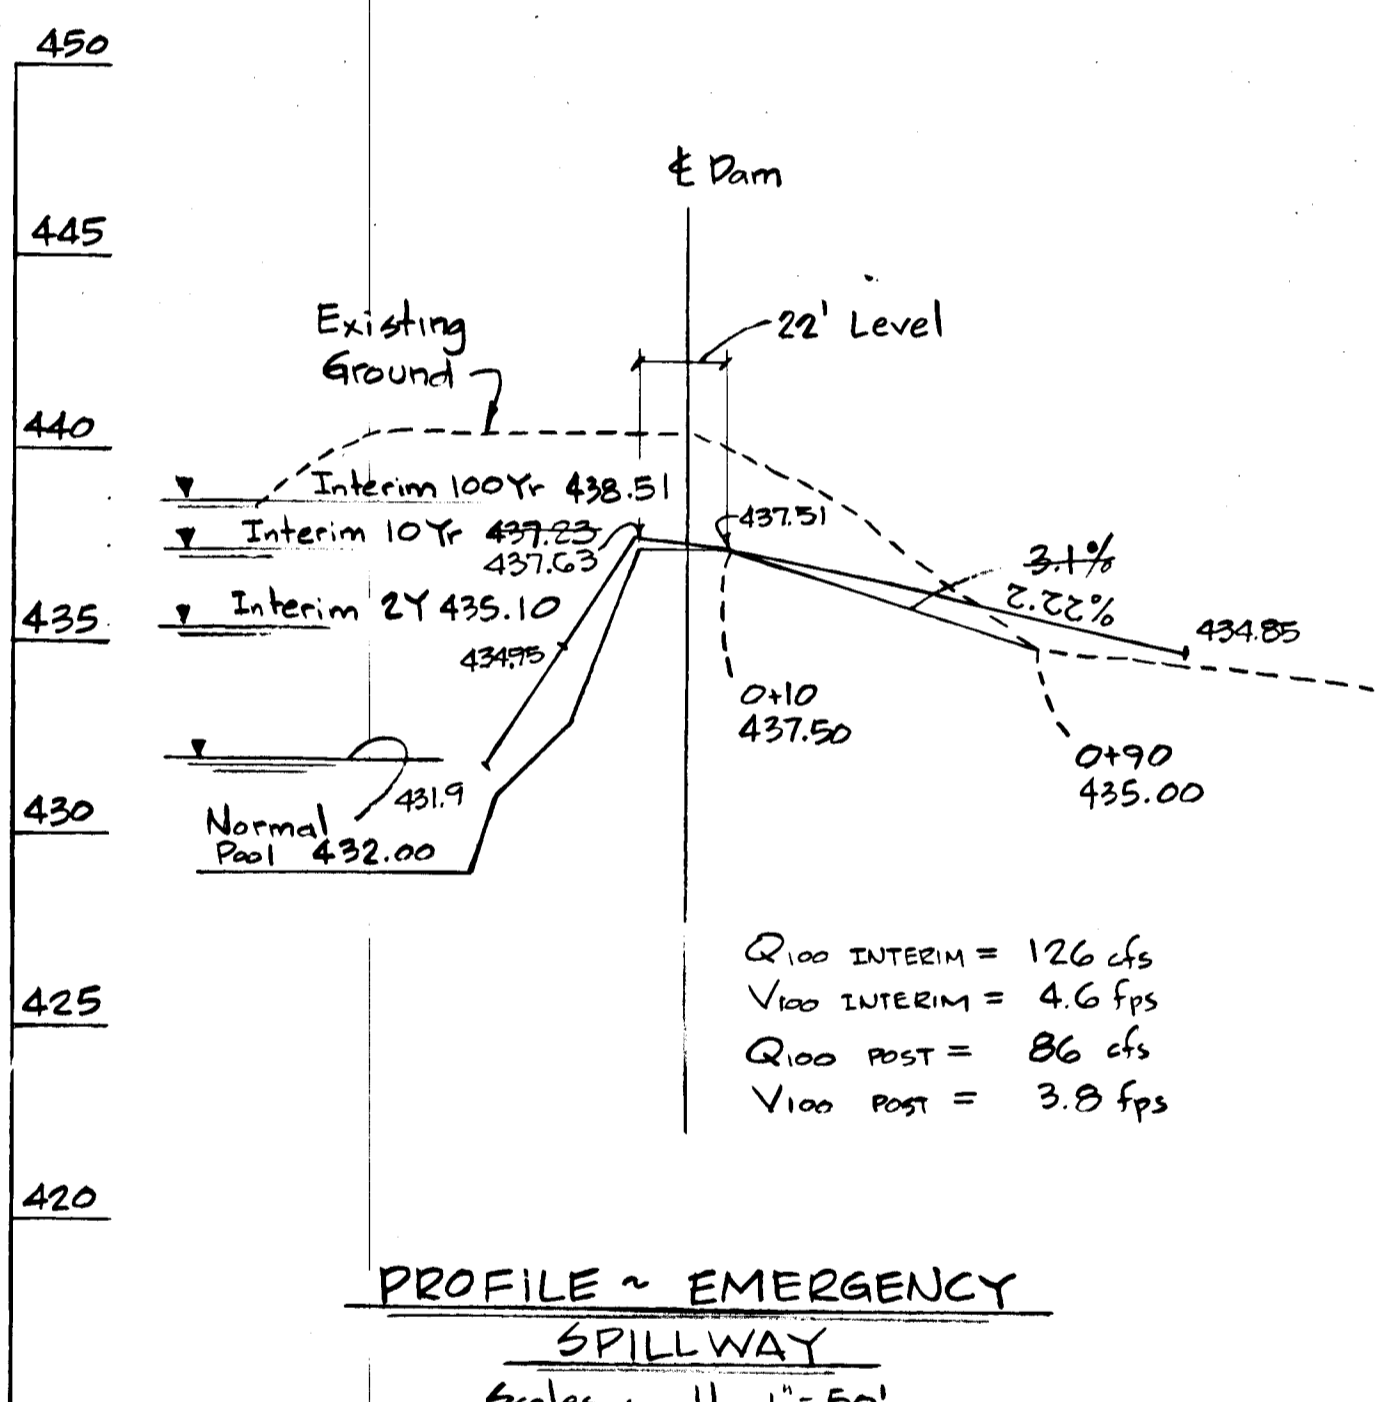 450
℄ Dam
445
22' Level
Existing
Ground
440
Interim 100Yr 438.51
437.51
Interim 10Yr 437.23
437.63
3.1%
2.22%
Interim 2Y 435.10
435
434.85
434.95
0+10
437.50
0+90
435.00
431.9
430
Normal
Pool 432.00
Q100 INTERIM = 126 cfs
V100 INTERIM = 4.6 fps
425
Q100 POST = 86 cfs
V100 POST = 3.8 fps
420
PROFILE ~ EMERGENCY
SPILLWAY
Scales: H 1"=50'